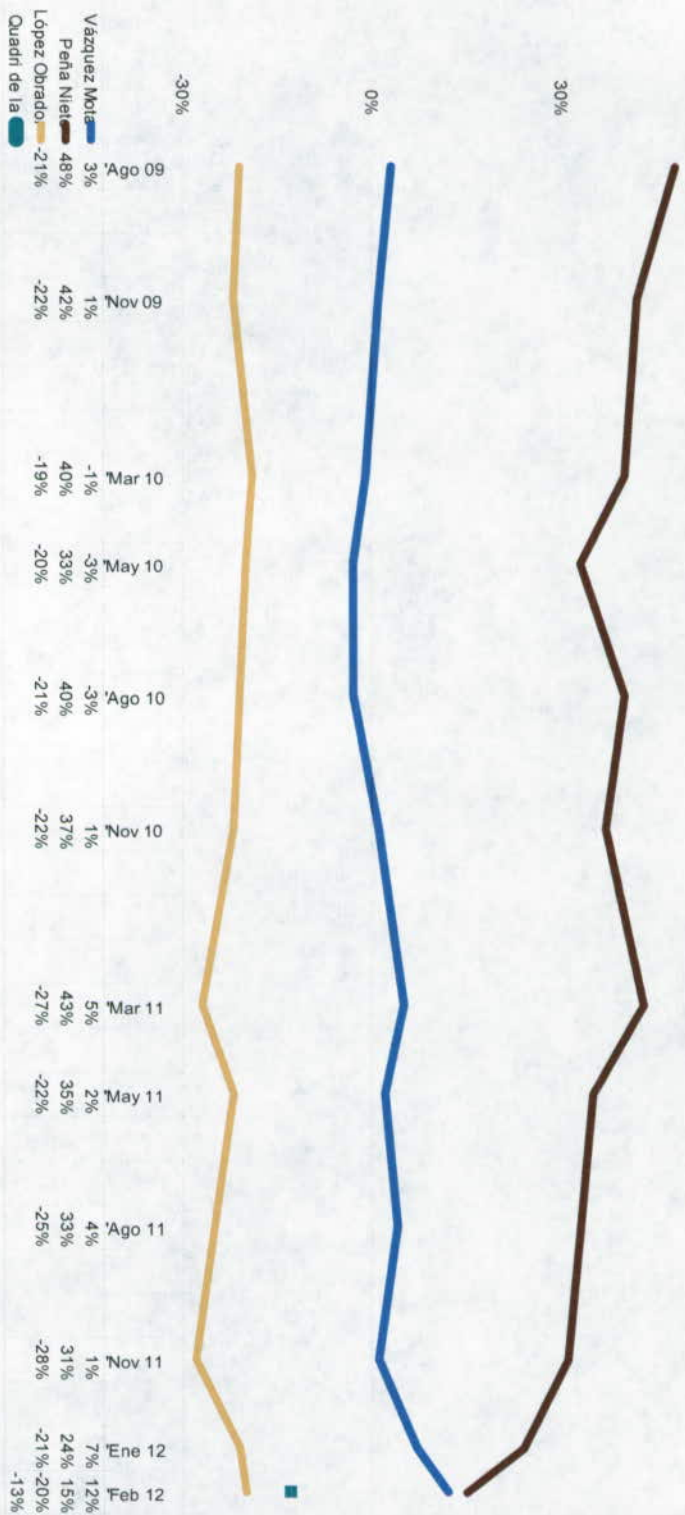 30%
0%
-30%
'Ago 09 'Nov 09 'Mar 10 'May 10 'Ago 10 'Nov 10 'Mar 11 'May 11 'Ago 11 'Nov 11 'Ene 12 'Feb 12
Vázquez Mota 3% 1% -1% -3% -3% 1% 5% 2% 4% 1% 7% 12%
Peña Nieto 48% 42% 40% 33% 40% 37% 43% 35% 33% 31% 24% 15%
López Obrado -21% -22% -19% -20% -21% -22% -27% -22% -25% -28% -21% -20%
Quadri de la -13%